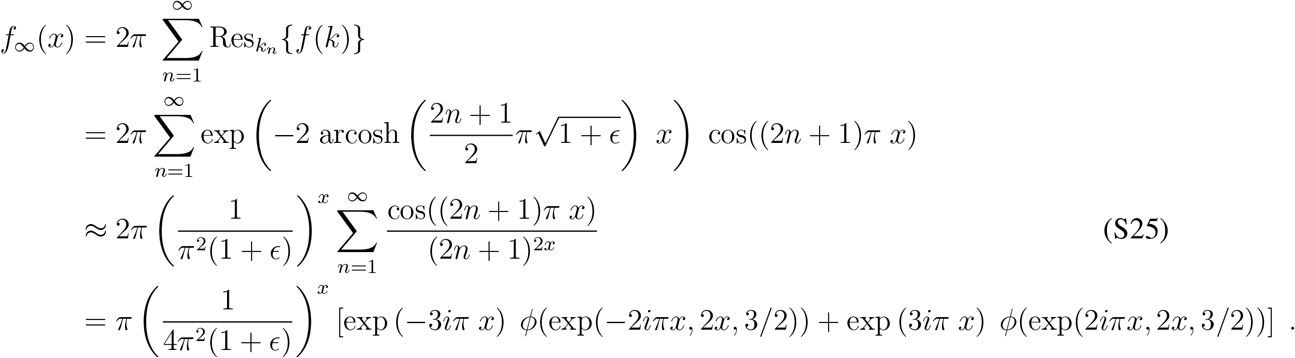 f_∞(x) = 2π ∑_{n=1}^{∞} Res_{k_n}{f(k)}
= 2π ∑_{n=1}^{∞} exp(−2 arcosh((2n + 1)/2 π√(1 + ϵ)) x) cos((2n + 1)π x)
≈ 2π (1/(π²(1 + ϵ)))^x ∑_{n=1}^{∞} cos((2n + 1)π x)/(2n + 1)^{2x} (S25)
= π (1/(4π²(1 + ϵ)))^x [exp (−3iπ x) ϕ(exp(−2iπx, 2x, 3/2)) + exp (3iπ x) ϕ(exp(2iπx, 2x, 3/2))] .